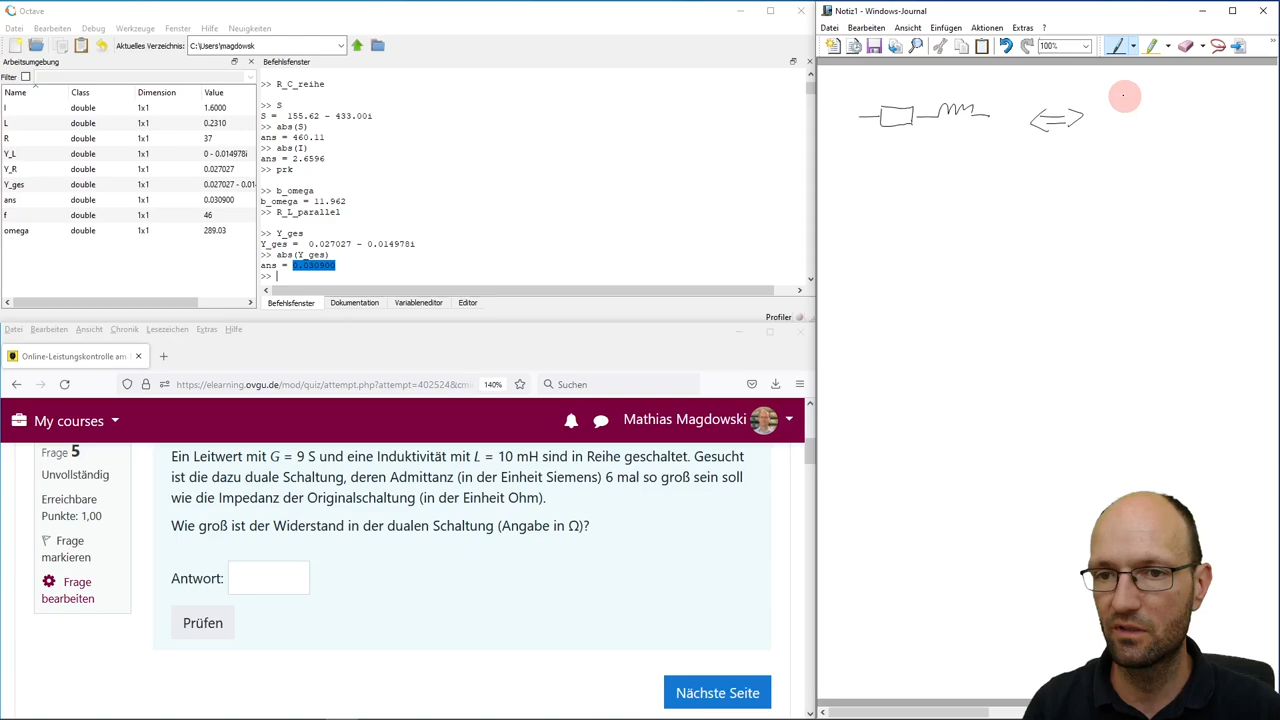 Octave
Datei Bearbeiten Debug Werkzeuge Fenster Hilfe Neuigkeiten
Aktuelles Verzeichnis: C:\Users\magdowsk
Arbeitsumgebung
Filter
Name Class Dimension Value
I double 1x1 1.6000
L double 1x1 0.2310
R double 1x1 37
Y_L double 1x1 0 - 0.014978i
Y_R double 1x1 0.027027
Y_ges double 1x1 0.027027 - 0.01
ans double 1x1 0.030900
f double 1x1 46
omega double 1x1 289.03
Befehlsfenster
>> R_C_reihe
>> S
S = 155.62 - 433.00i
>> abs(S)
ans = 460.11
>> abs(I)
ans = 2.6596
>> prk
>> b_omega
b_omega = 11.962
>> R_L_parallel
>> Y_ges
Y_ges = 0.027027 - 0.014978i
>> abs(Y_ges)
ans = 0.030900
>>
Befehlsfenster Dokumentation Variableneditor Editor
Profiler
Datei Bearbeiten Ansicht Chronik Lesezeichen Extras Hilfe
Online-Leistungskontrolle am
https://elearning.ovgu.de/mod/quiz/attempt.php?attempt=402524&cmi 140% Suchen
My courses
Mathias Magdowski
Frage 5
Unvollständig
Erreichbare
Punkte: 1,00
Frage
markieren
Frage
bearbeiten
Ein Leitwert mit G = 9 S und eine Induktivität mit L = 10 mH sind in Reihe geschaltet. Gesucht
ist die dazu duale Schaltung, deren Admittanz (in der Einheit Siemens) 6 mal so groß sein soll
wie die Impedanz der Originalschaltung (in der Einheit Ohm).
Wie groß ist der Widerstand in der dualen Schaltung (Angabe in Ω)?
Antwort:
Prüfen
Nächste Seite
Notiz1 - Windows-Journal
Datei Bearbeiten Ansicht Einfügen Aktionen Extras ?
100%